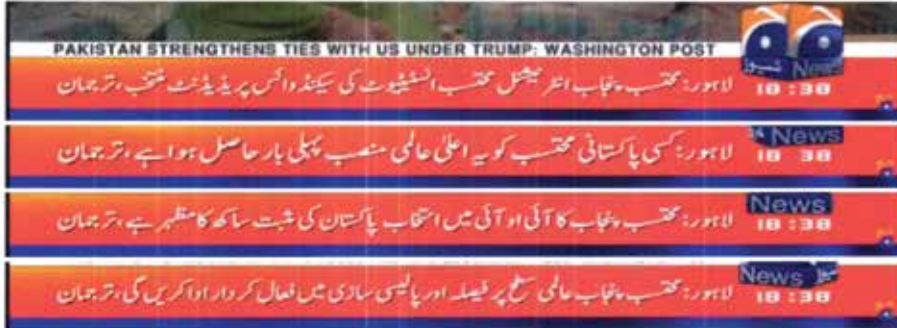 PAKISTAN STRENGTHENS TIES WITH US UNDER TRUMP: WASHINGTON POST
نیوز News
لاہور: محتسب پنجاب انٹرنیشنل محتسب انسٹیٹیوٹ کی سیکنڈ وائس پریذیڈنٹ منتخب، ترجمان
18:38
News
لاہور: کسی پاکستانی محتسب کو یہ اعلیٰ عالمی منصب پہلی بار حاصل ہوا ہے، ترجمان
18 38
News
لاہور: محتسب پنجاب کا آئی او آئی میں انتخاب پاکستان کی مثبت ساکھ کا مظہر ہے، ترجمان
18:38
News نیوز
لاہور: محتسب پنجاب عالمی سطح پر فیصلہ اور پالیسی سازی میں فعال کردار ادا کریں گی، ترجمان
18:38